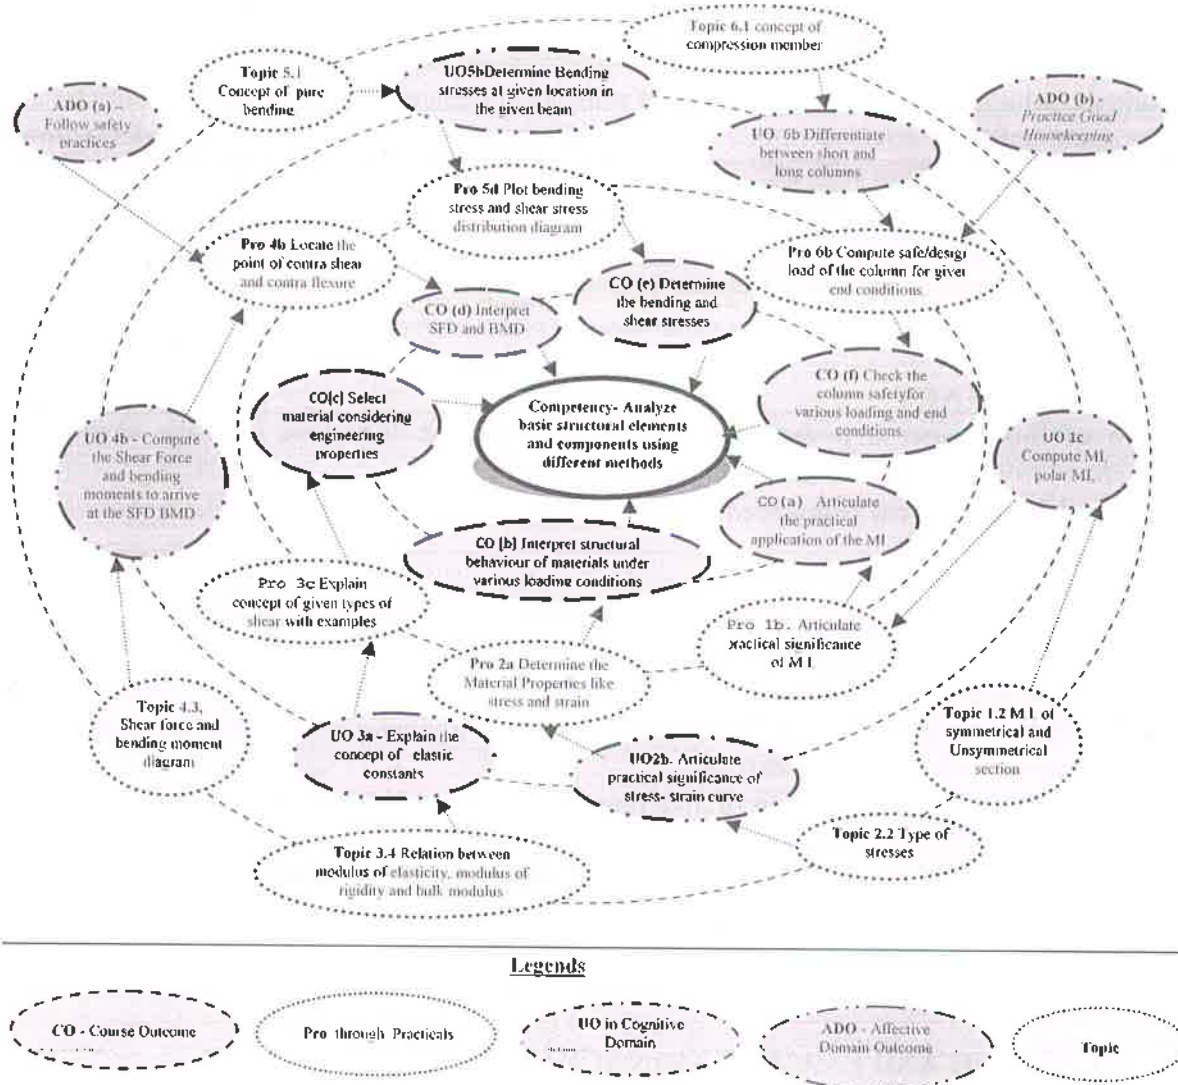 Topic 6.1 concept of
compression member
Topic 5.1
Concept of pure
bending
UO5bDetermine Bending
stresses at given location in
the given beam
ADO (a) -
Follow safety
practices
ADO (b) -
Practice Good
Housekeeping
UO. 6b Differentiate
between short and
long columns
Pro 5d Plot bending
stress and shear stress
distribution diagram
Pro 4b Locate the
point of contra shear
and contra flexure
Pro 6b Compute safe/design
load of the column for given
end conditions.
CO (e) Determine
the bending and
shear stresses
CO (d) Interpret
SFD and BMD
CO (f) Check the
column safetyfor
various loading and end
conditions.
CO[c] Select
material considering
engineering
properties
Competency- Analyze
basic structural elements
and components using
different methods
UO 4b - Compute
the Shear Force
and bending
moments to arrive
at the SFD BMD
UO 1c
Compute MI,
polar MI,
CO (a) Articulate
the practical
application of the MI
CO [b] Interpret structural
behaviour of materials under
various loading conditions
Pro 3c Explain
concept of given types of
shear with examples
Pro 1b. Articulate
practical significance
of M I.
Pro 2a Determine the
Material Properties like
stress and strain
Topic 4.3,
Shear force and
bending moment
diagram
UO 3a - Explain the
concept of elastic
constants
UO2b. Articulate
practical significance of
stress- strain curve
Topic 1.2 M I. of
symmetrical and
Unsymmetrical
section
Topic 2.2 Type of
stresses
Topic 3.4 Relation between
modulus of elasticity, modulus of
rigidity and bulk modulus
Legends
CO - Course Outcome
Pro through Practicals
UO in Cognitive
Domain
ADO - Affective
Domain Outcome
Topic